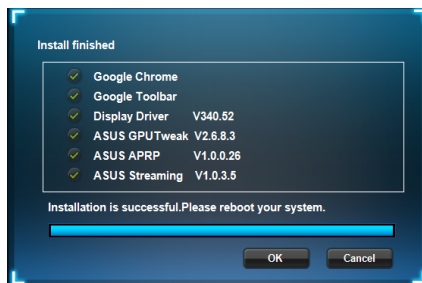 Install finished
Google Chrome
Google Toolbar
Display Driver V340.52
ASUS GPUTweak V2.6.8.3
ASUS APRP V1.0.0.26
ASUS Streaming V1.0.3.5
Installation is successful.Please reboot your system.
OK Cancel